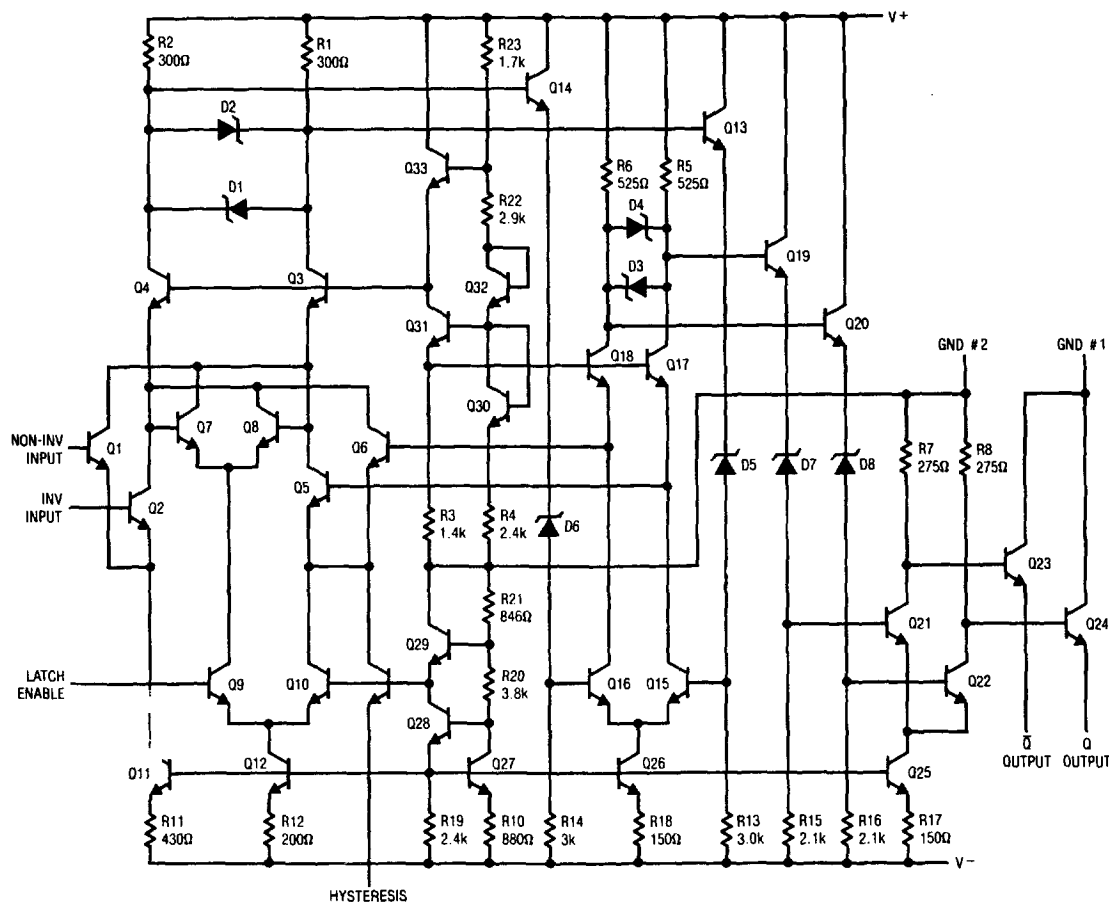 V+
R2
300Ω
R1
300Ω
R23
1.7k
Q14
D2
Q13
Q33
R6
525Ω
R5
525Ω
D1
R22
2.9k
D4
Q19
D3
Q4
Q3
Q32
Q31
Q20
Q18
Q17
GND #2
GND #1
Q30
Q7
Q8
Q6
NON-INV
INPUT
Q1
R7
275Ω
R8
275Ω
D5
D7
D8
Q5
INV
INPUT
Q2
R3
1.4k
R4
2.4k
D6
Q23
R21
846Ω
Q21
Q24
Q29
LATCH
ENABLE
Q9
Q10
R20
3.8k
Q16
Q15
Q22
Q28
Q11
Q12
Q27
Q26
Q25
Q̅
OUTPUT
Q
OUTPUT
R11
430Ω
R12
200Ω
R19
2.4k
R10
880Ω
R14
3k
R18
150Ω
R13
3.0k
R15
2.1k
R16
2.1k
R17
150Ω
V-
HYSTERESIS